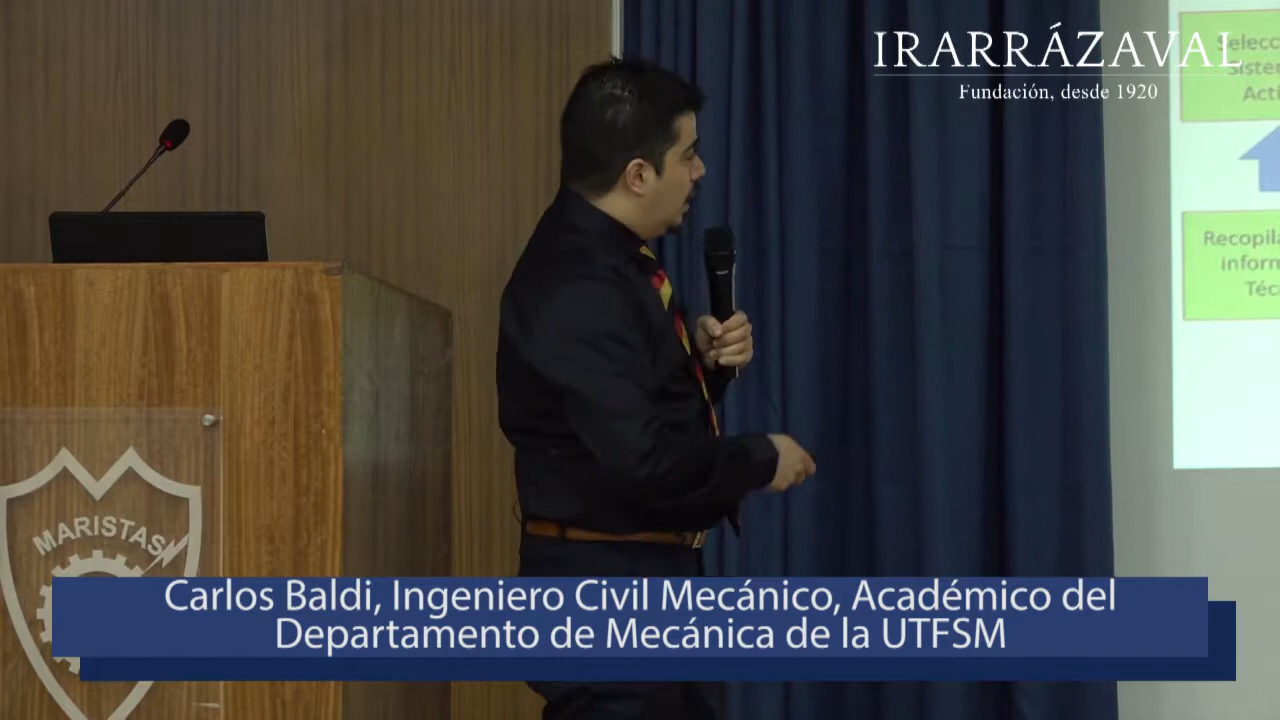 IRARRÁZAVAL
Fundación, desde 1920
MARISTAS
Carlos Baldi, Ingeniero Civil Mecánico, Académico del
Departamento de Mecánica de la UTFSM